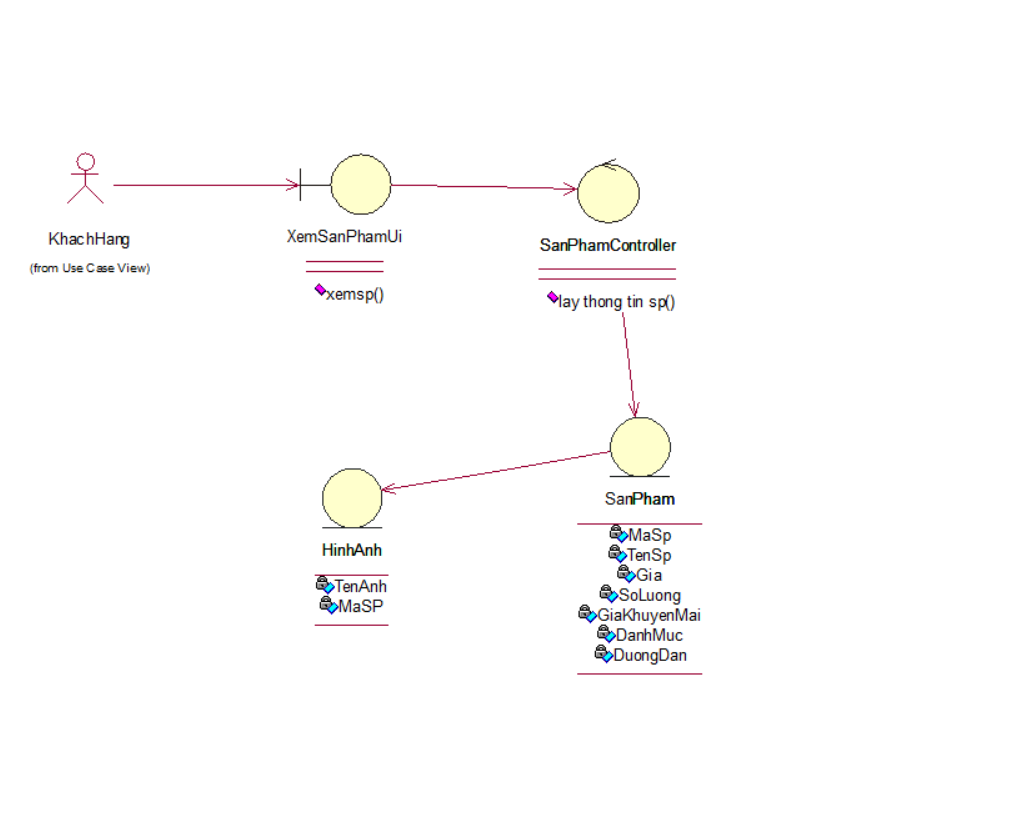 KhachHang
(from Use Case View)
XemSanPhamUi
xemsp()
SanPhamController
lay thong tin sp()
SanPham
MaSp
TenSp
Gia
SoLuong
GiaKhuyenMai
DanhMuc
DuongDan
HinhAnh
TenAnh
MaSP